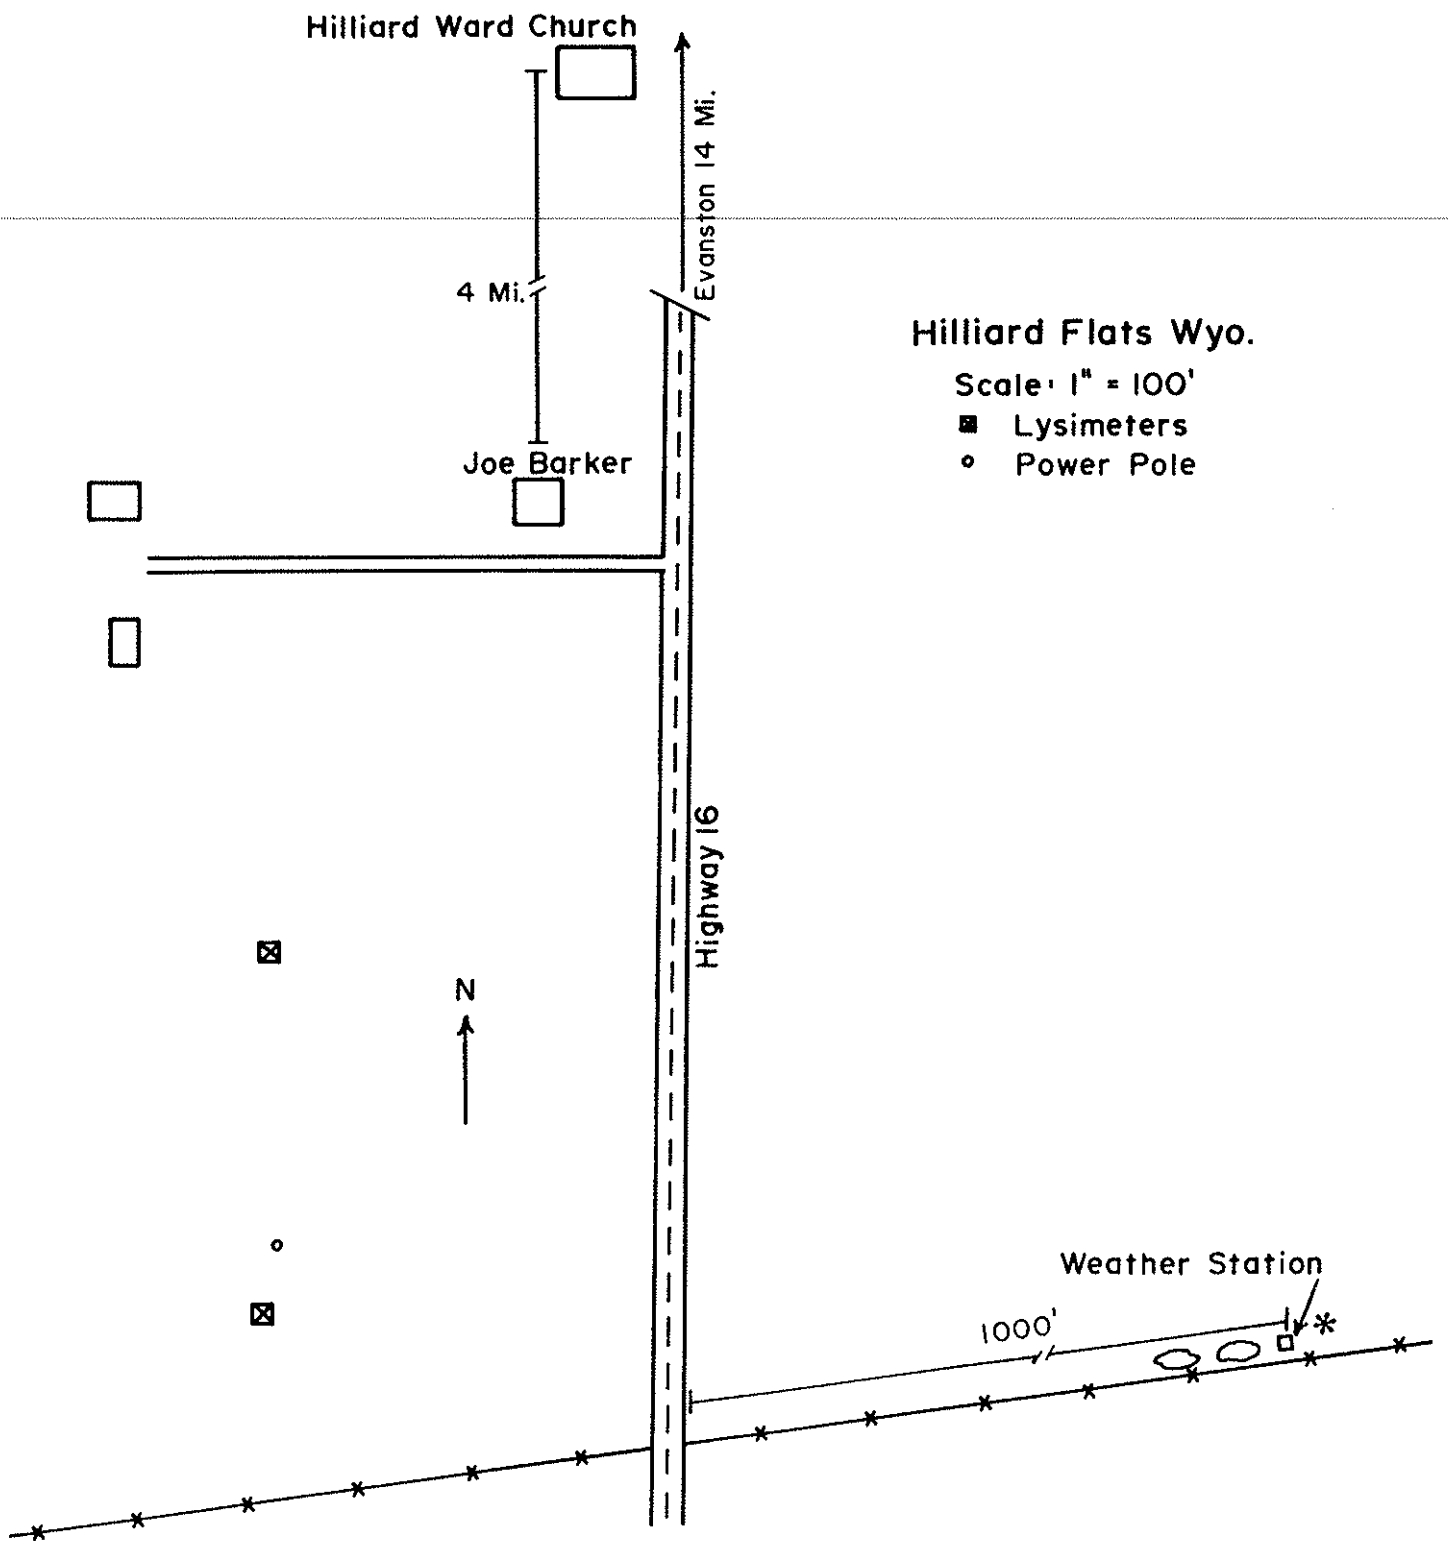 Hilliard Ward Church
Evanston 14 Mi.
4 Mi.
Hilliard Flats Wyo.
Scale: 1" = 100'
Lysimeters
Power Pole
Joe Barker
Highway 16
N
Weather Station
1000'
*